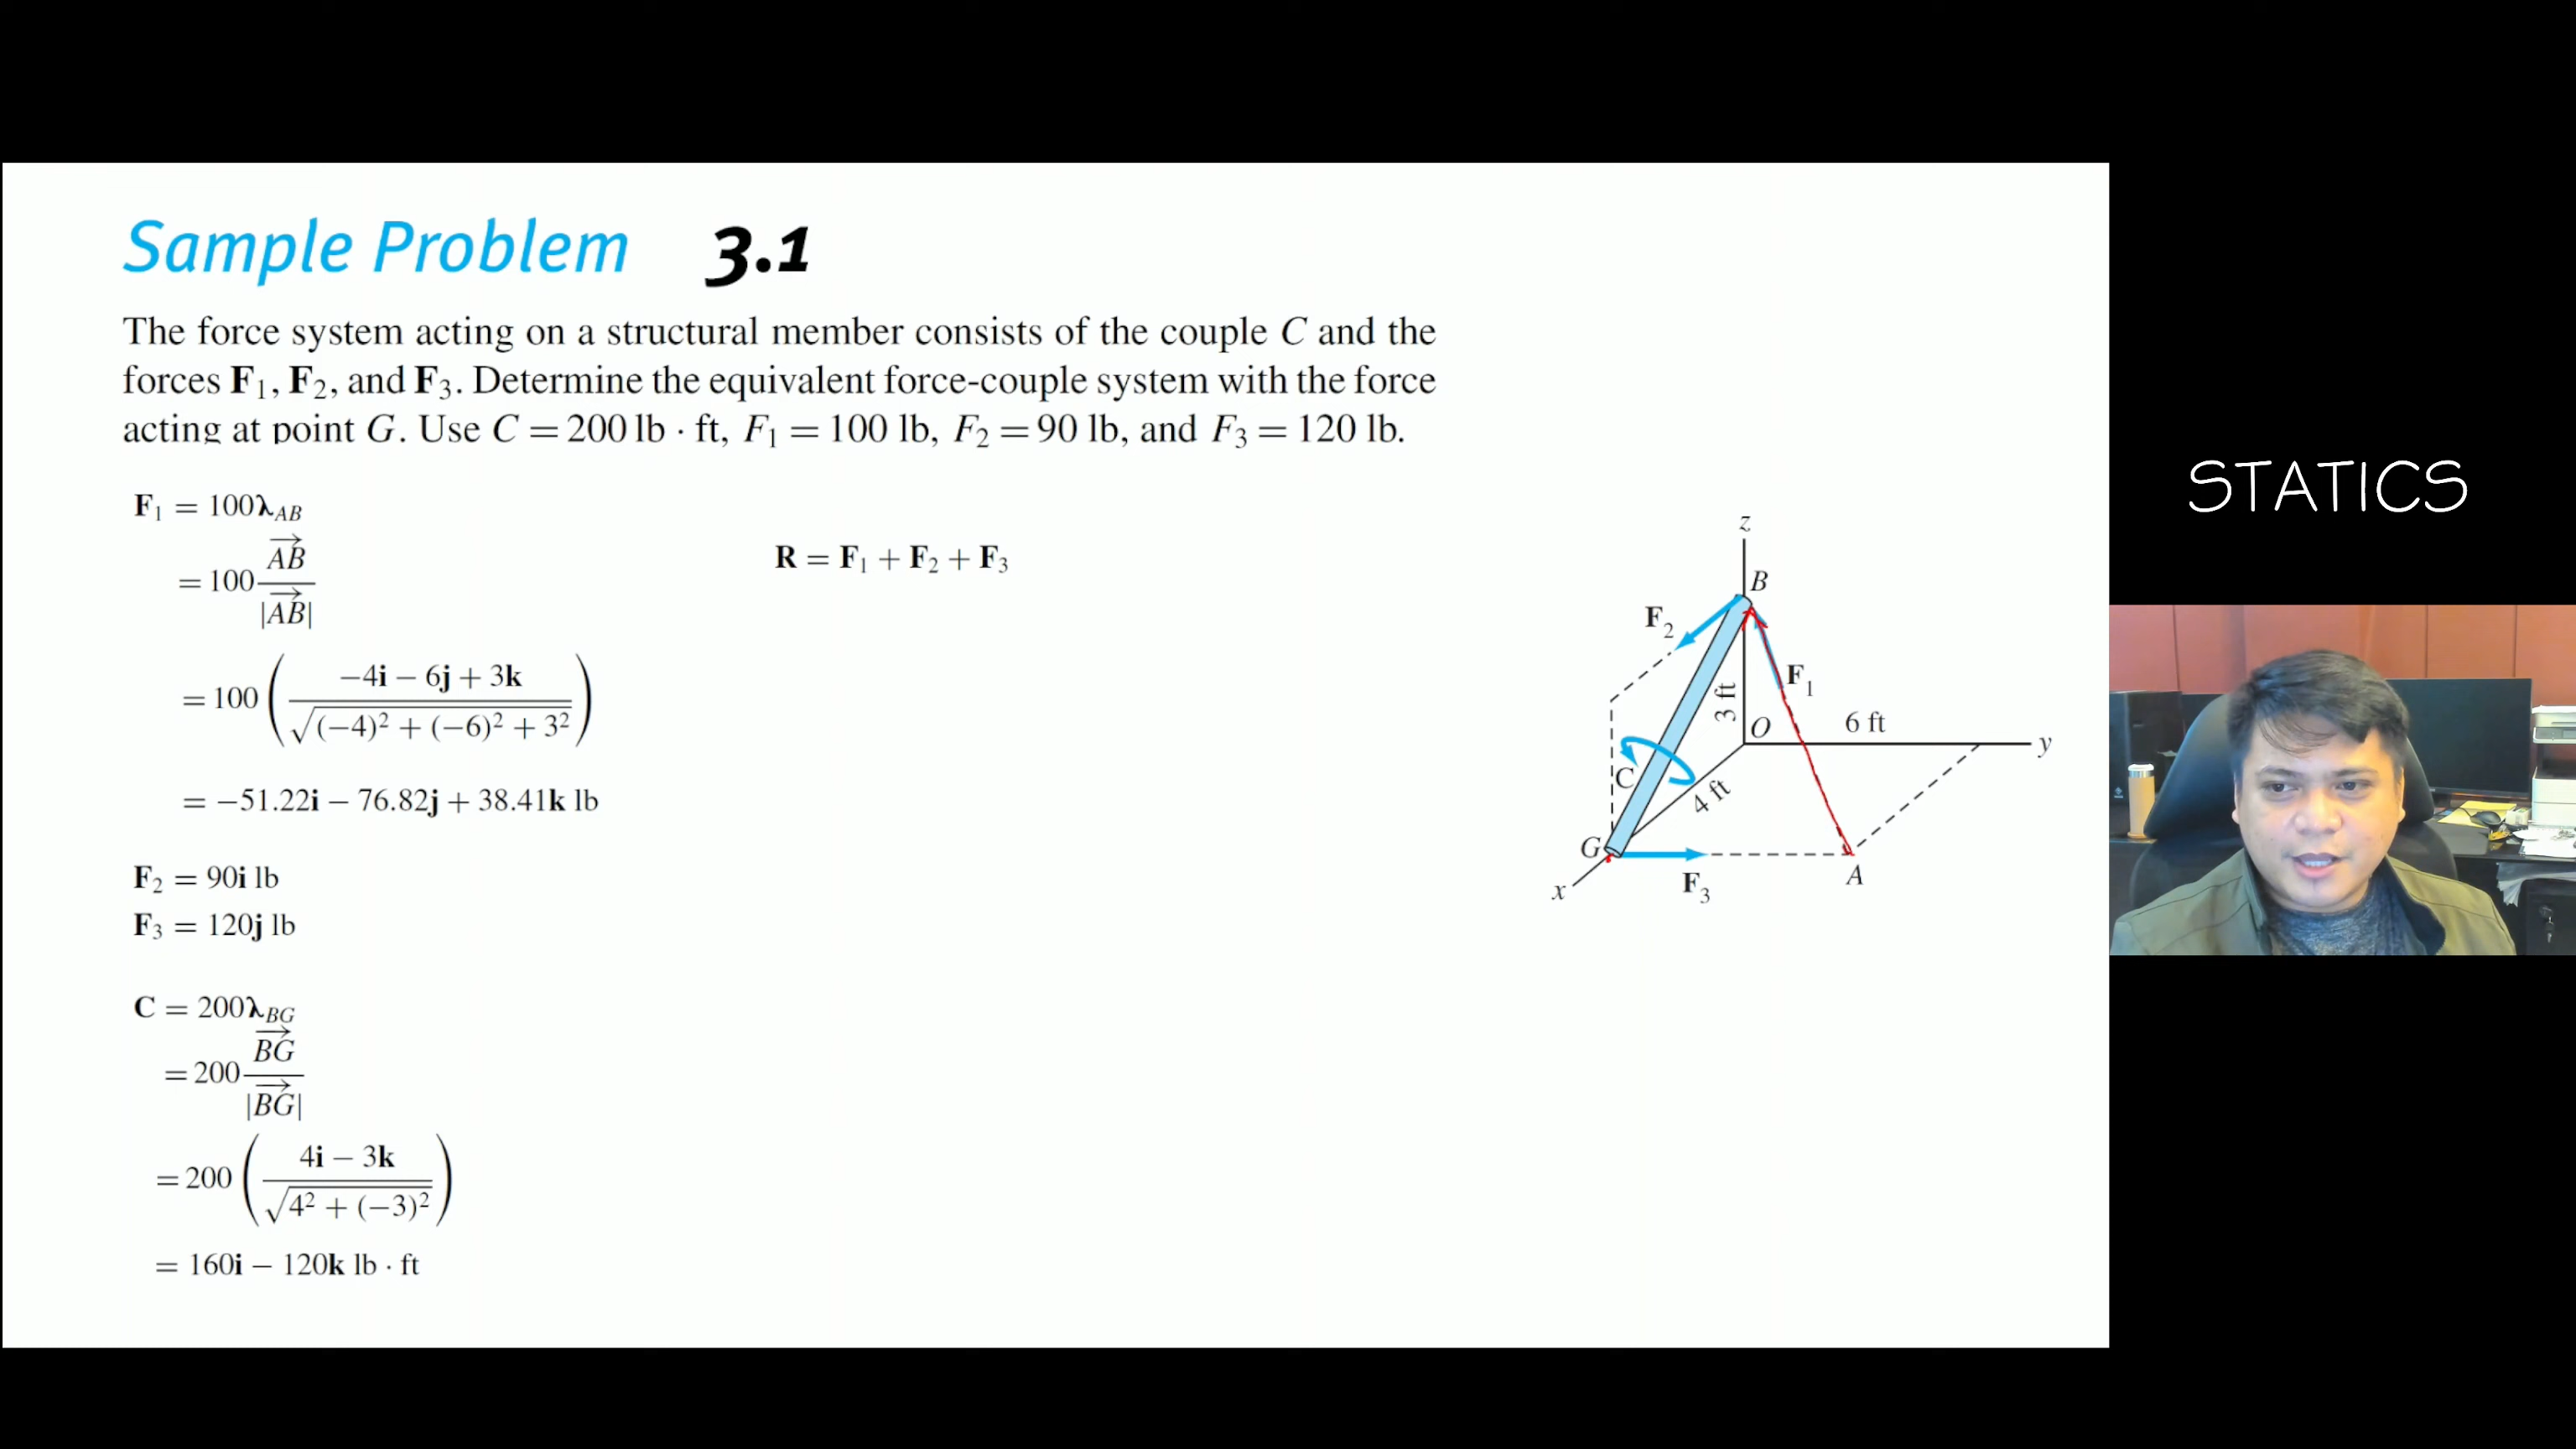 Sample Problem 3.1
The force system acting on a structural member consists of the couple C and the
forces F₁, F₂, and F₃. Determine the equivalent force-couple system with the force
acting at point G. Use C = 200 lb · ft, F₁ = 100 lb, F₂ = 90 lb, and F₃ = 120 lb.
F₁ = 100λ_AB
= 100 AB / |AB|
= 100 ( (−4i − 6j + 3k) / √((−4)² + (−6)² + 3²) )
= −51.22i − 76.82j + 38.41k lb
F₂ = 90i lb
F₃ = 120j lb
C = 200λ_BG
= 200 BG / |BG|
= 200 ( (4i − 3k) / √(4² + (−3)²) )
= 160i − 120k lb · ft
R = F₁ + F₂ + F₃
z
B
F₂
F₁
3 ft
O
6 ft
y
C
4 ft
G
F₃
A
x
STATICS